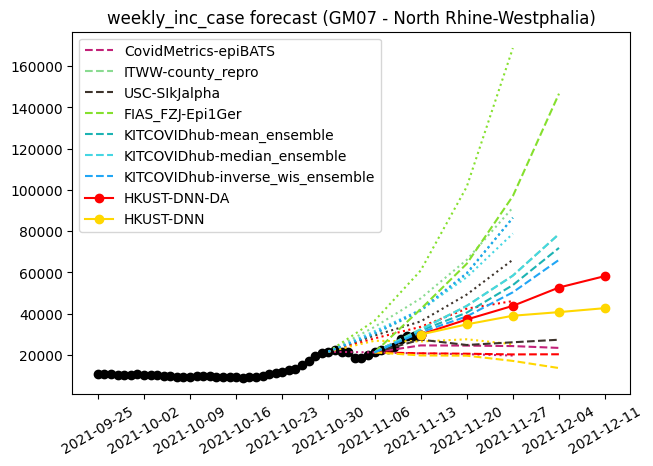 weekly_inc_case forecast (GM07 - North Rhine-Westphalia)
CovidMetrics-epiBATS
ITWW-county_repro
USC-SIkJalpha
FIAS_FZJ-Epi1Ger
KITCOVIDhub-mean_ensemble
KITCOVIDhub-median_ensemble
KITCOVIDhub-inverse_wis_ensemble
HKUST-DNN-DA
HKUST-DNN
160000
140000
120000
100000
80000
60000
40000
20000
2021-09-25
2021-10-02
2021-10-09
2021-10-16
2021-10-23
2021-10-30
2021-11-06
2021-11-13
2021-11-20
2021-11-27
2021-12-04
2021-12-11